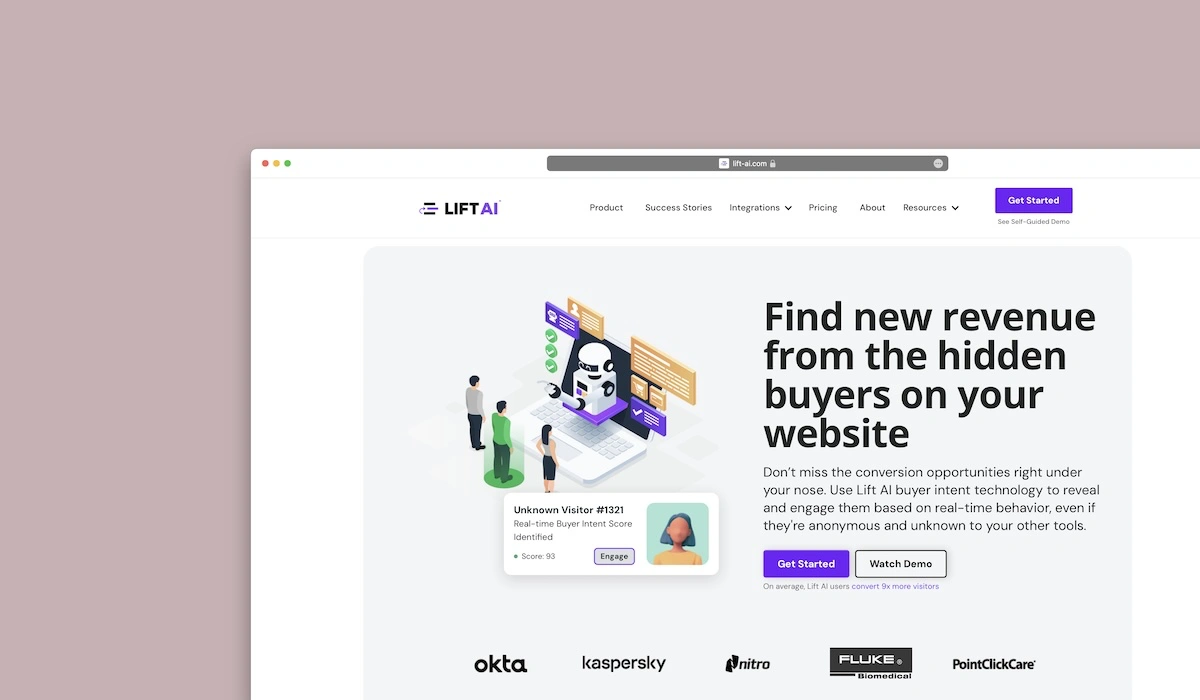 lift-ai.com
LIFT AI
Product
Success Stories
Integrations
Pricing
About
Resources
Get Started
See Self-Guided Demo
Find new revenue
from the hidden
buyers on your
website
Don't miss the conversion opportunities right under
your nose. Use Lift AI buyer intent technology to reveal
and engage them based on real-time behavior, even if
they're anonymous and unknown to your other tools.
Get Started
Watch Demo
On average, Lift AI users convert 9x more visitors
Unknown Visitor #1321
Real-time Buyer Intent Score
Identified
Score: 93
Engage
okta
kaspersky
nitro
FLUKE ®
Biomedical
PointClickCare®